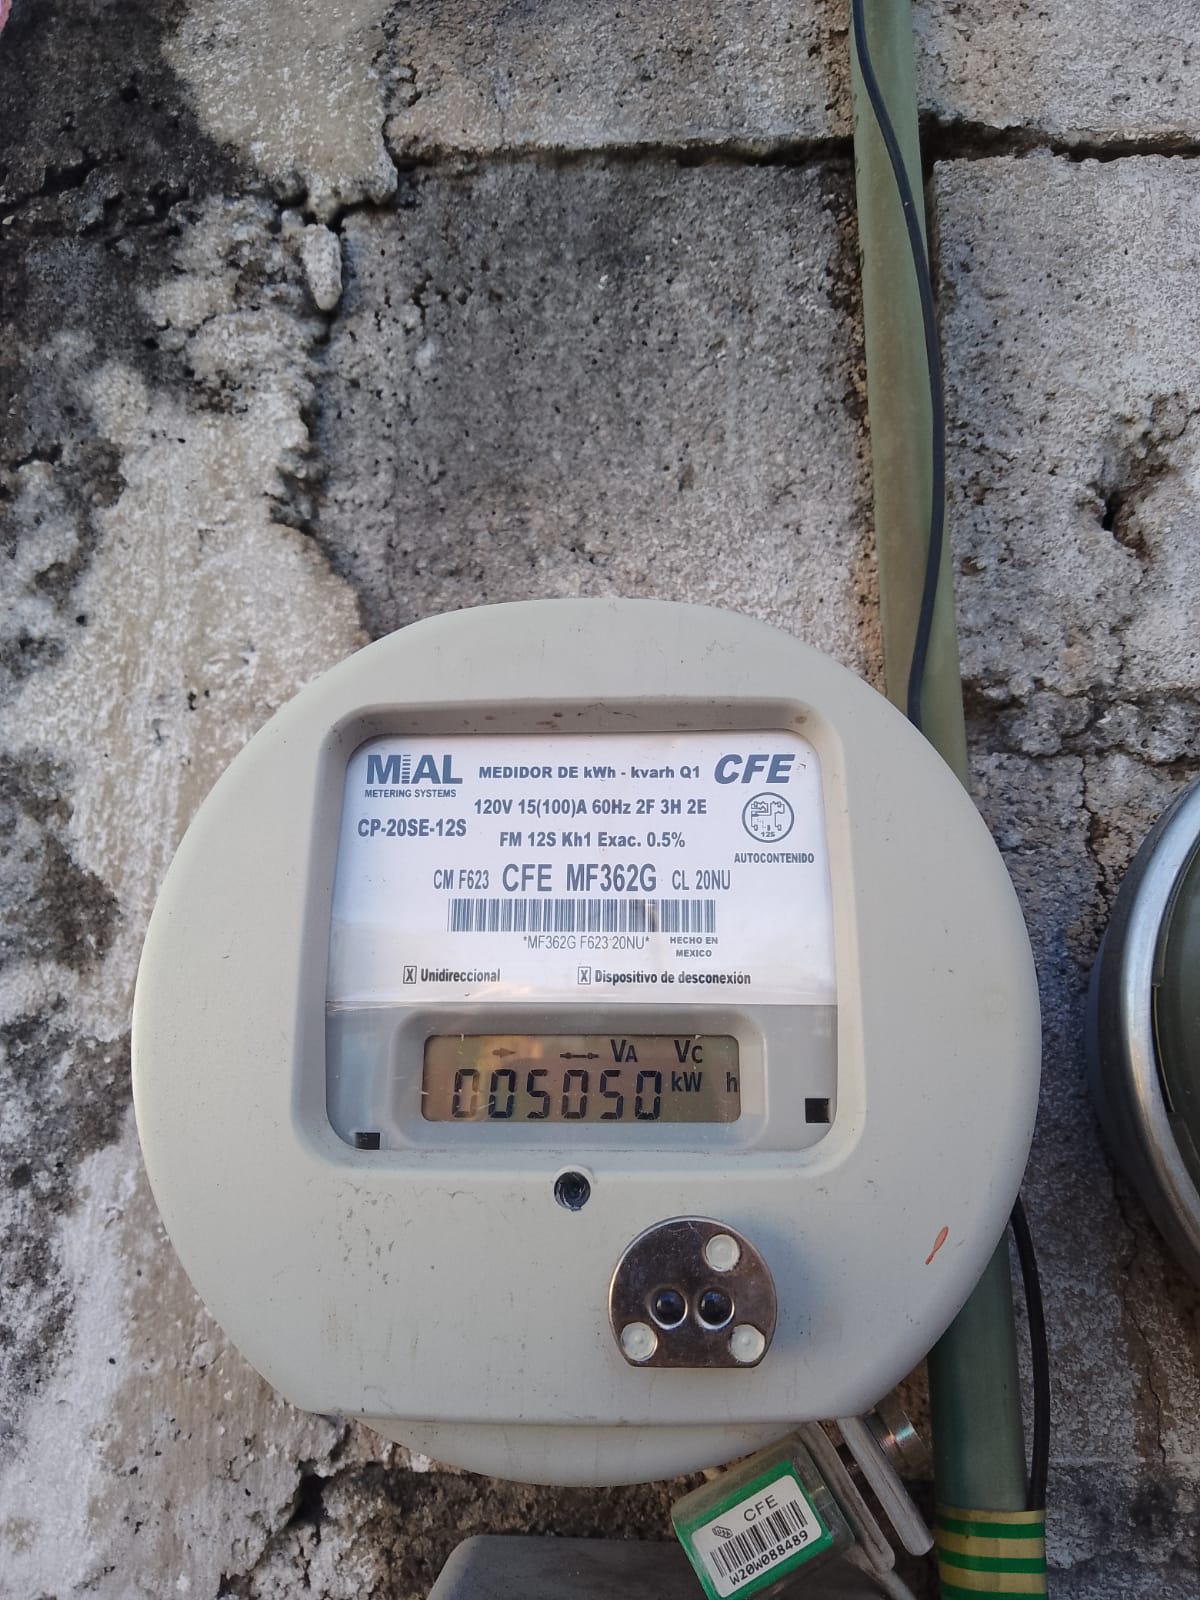 MIAL
METERING SYSTEMS
MEDIDOR DE kWh - kvarh Q1
CFE
120V 15(100)A 60Hz 2F 3H 2E
CP-20SE-12S
FM 12S Kh1 Exac. 0.5%
12S
AUTOCONTENIDO
CM F623 CFE MF362G CL 20NU
*MF362G F623 20NU*
HECHO EN
MEXICO
X Unidireccional
X Dispositivo de desconexión
VA VC
005050 kW h
CFE
W20W088489